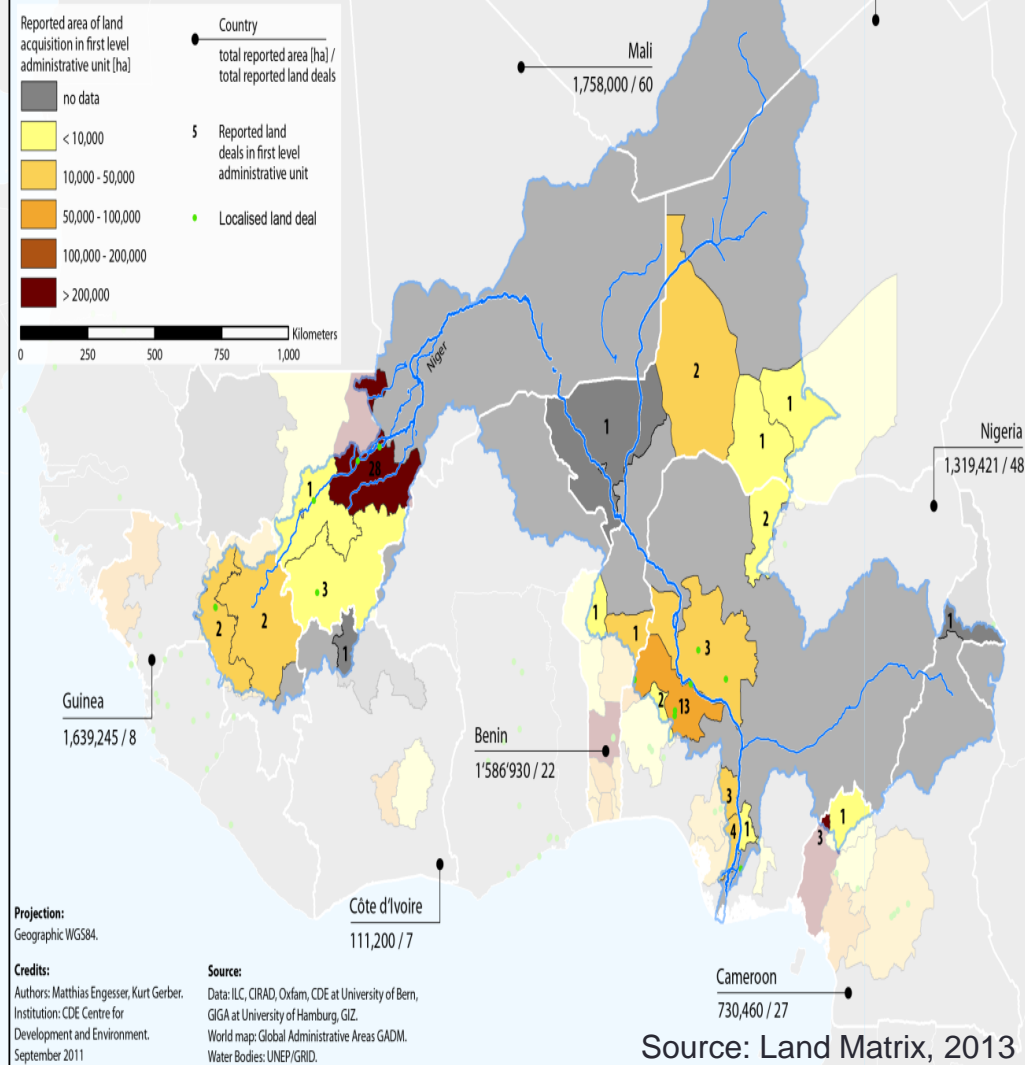 Reported area of land
acquisition in first level
administrative unit [ha]
no data
< 10,000
10,000 - 50,000
50,000 - 100,000
100,000 - 200,000
> 200,000
Country
total reported area [ha] /
total reported land deals
5
Reported land
deals in first level
administrative unit
Localised land deal
Kilometers
0 250 500 750 1,000
Mali
1,758,000 / 60
Niger
2
1
1
1
Nigeria
1,319,421 / 48
28
1
2
3
2
2
1
1
1
3
1
2
13
Guinea
1,639,245 / 8
Benin
1'586'930 / 22
3
4
1
1
3
Côte d'Ivoire
111,200 / 7
Cameroon
730,460 / 27
Projection:
Geographic WGS84.
Credits:
Authors: Matthias Engesser, Kurt Gerber.
Institution: CDE Centre for
Development and Environment.
September 2011
Source:
Data: ILC, CIRAD, Oxfam, CDE at University of Bern,
GIGA at University of Hamburg, GIZ.
World map: Global Administrative Areas GADM.
Water Bodies: UNEP/GRID.
Source: Land Matrix, 2013